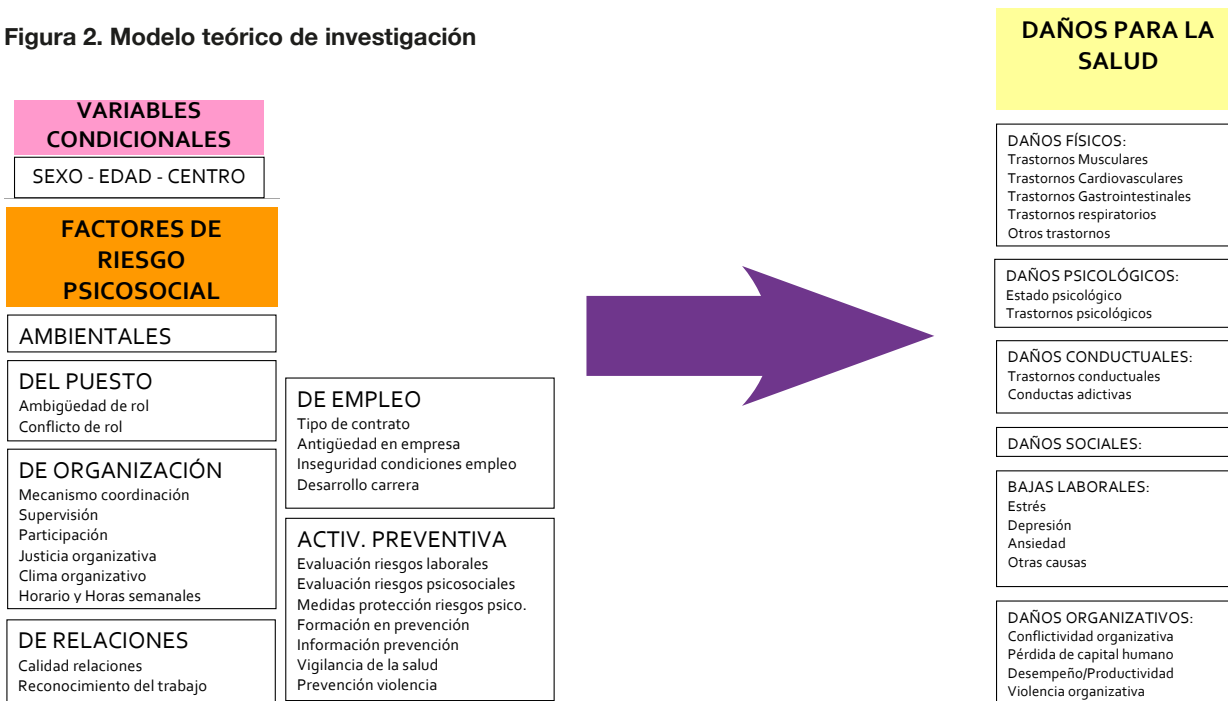 Figura 2. Modelo teórico de investigación
VARIABLES
CONDICIONALES
SEXO - EDAD - CENTRO
FACTORES DE
RIESGO
PSICOSOCIAL
AMBIENTALES
DEL PUESTO
Ambigüedad de rol
Conflicto de rol
DE ORGANIZACIÓN
Mecanismo coordinación
Supervisión
Participación
Justicia organizativa
Clima organizativo
Horario y Horas semanales
DE RELACIONES
Calidad relaciones
Reconocimiento del trabajo
DE EMPLEO
Tipo de contrato
Antigüedad en empresa
Inseguridad condiciones empleo
Desarrollo carrera
ACTIV. PREVENTIVA
Evaluación riesgos laborales
Evaluación riesgos psicosociales
Medidas protección riesgos psico.
Formación en prevención
Información prevención
Vigilancia de la salud
Prevención violencia
DAÑOS PARA LA
SALUD
DAÑOS FÍSICOS:
Trastornos Musculares
Trastornos Cardiovasculares
Trastornos Gastrointestinales
Trastornos respiratorios
Otros trastornos
DAÑOS PSICOLÓGICOS:
Estado psicológico
Trastornos psicológicos
DAÑOS CONDUCTUALES:
Trastornos conductuales
Conductas adictivas
DAÑOS SOCIALES:
BAJAS LABORALES:
Estrés
Depresión
Ansiedad
Otras causas
DAÑOS ORGANIZATIVOS:
Conflictividad organizativa
Pérdida de capital humano
Desempeño/Productividad
Violencia organizativa